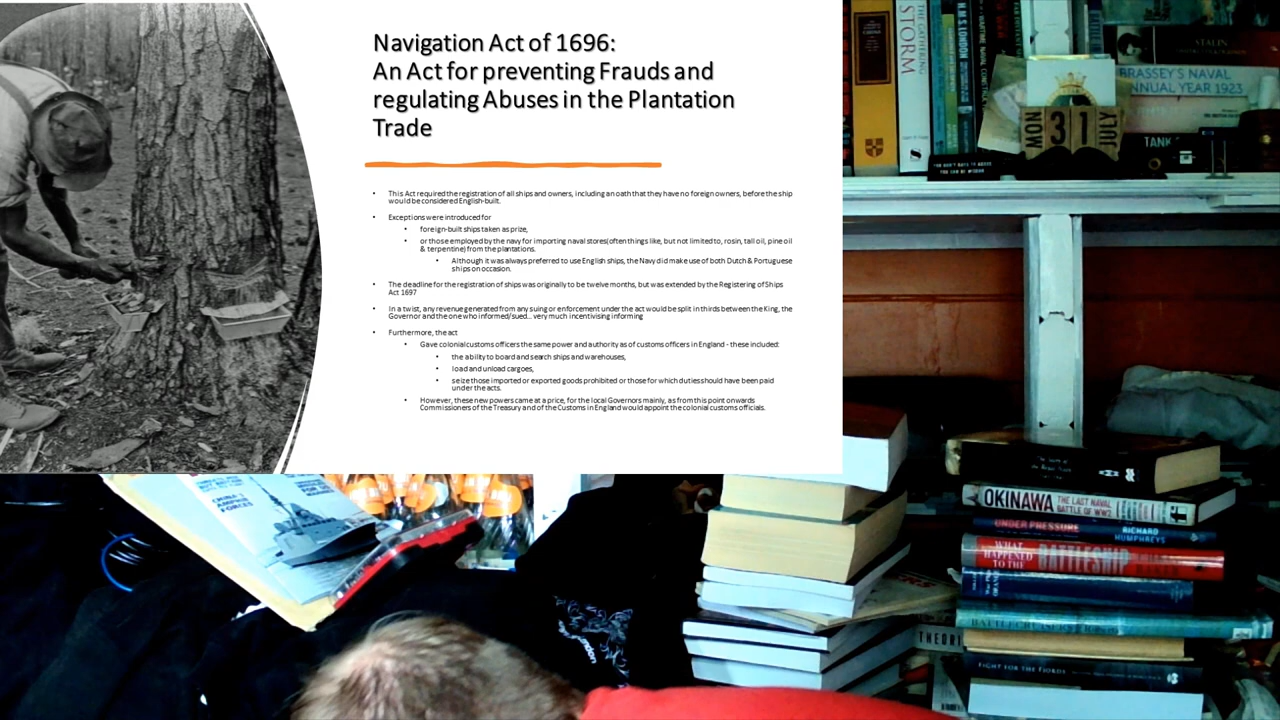 Navigation Act of 1696:
An Act for preventing Frauds and
regulating Abuses in the Plantation
Trade
• This Act required the registration of all ships and owners, including an oath that they have no foreign owners, before the ship
would be considered English-built.
• Exceptions were introduced for
• foreign-built ships taken as prize,
• or those employed by the navy for importing naval stores(often things like, but not limited to, rosin, tall oil, pine oil
& terpentine) from the plantations.
• Although it was always preferred to use English ships, the Navy did make use of both Dutch & Portuguese
ships on occasion.
• The deadline for the registration of ships was originally to be twelve months, but was extended by the Registering of Ships
Act 1697
• In a twist, any revenue generated from any suing or enforcement under the act would be split in thirds between the King, the
Governor and the one who informed/sued... very much incentivising informing
• Furthermore, the act
• Gave colonial customs officers the same power and authority as of customs officers in England - these included:
• the ability to board and search ships and warehouses,
• load and unload cargoes,
• seize those imported or exported goods prohibited or those for which duties should have been paid
under the acts.
• However, these new powers came at a price, for the local Governors mainly, as from this point onwards
Commissioners of the Treasury and of the Customs in England would appoint the colonial customs officials.
THE GATHERING
STORM
H.M.S LONDON
STALIN
BRASSEY'S NAVAL
ANNUAL YEAR 1923
MON 31 JULY
TANK
OKINAWA THE LAST NAVAL
BATTLE OF WW2
UNDER PRESSURE RICHARD
HUMPHREYS
WHAT
HAPPENED
TO THE BATTLESHIP
BATTLECRUISERS
THEORI
FIGHT FOR THE FJORDS